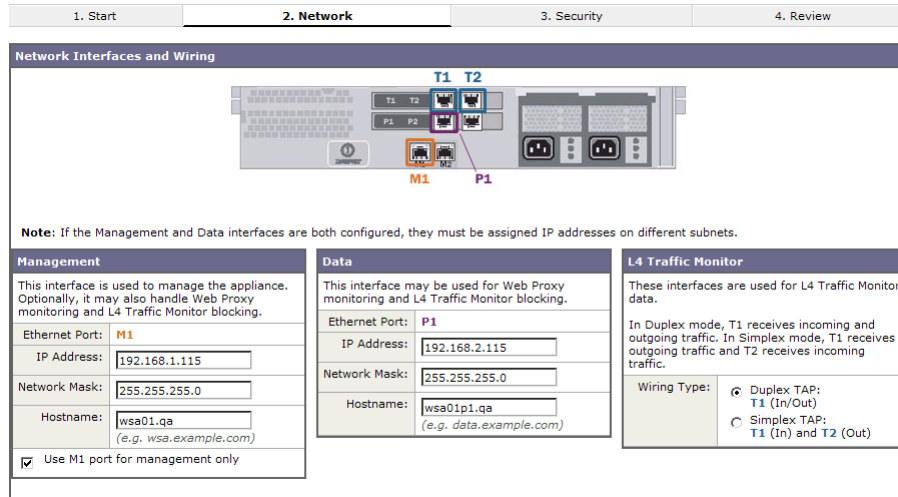 1. Start
2. Network
3. Security
4. Review
Network Interfaces and Wiring
T1 T2
T1 T2
P1 P2
M2
M1
P1
Note: If the Management and Data interfaces are both configured, they must be assigned IP addresses on different subnets.
Management
This interface is used to manage the appliance.
Optionally, it may also handle Web Proxy
monitoring and L4 Traffic Monitor blocking.
Ethernet Port: M1
IP Address: 192.168.1.115
Network Mask: 255.255.255.0
Hostname: wsa01.qa
(e.g. wsa.example.com)
Use M1 port for management only
Data
This interface may be used for Web Proxy
monitoring and L4 Traffic Monitor blocking.
Ethernet Port: P1
IP Address: 192.168.2.115
Network Mask: 255.255.255.0
Hostname: wsa01p1.qa
(e.g. data.example.com)
L4 Traffic Monitor
These interfaces are used for L4 Traffic Monitor
data.
In Duplex mode, T1 receives incoming and
outgoing traffic. In Simplex mode, T1 receives
outgoing traffic and T2 receives incoming
traffic.
Wiring Type: Duplex TAP:
T1 (In/Out)
Simplex TAP:
T1 (In) and T2 (Out)